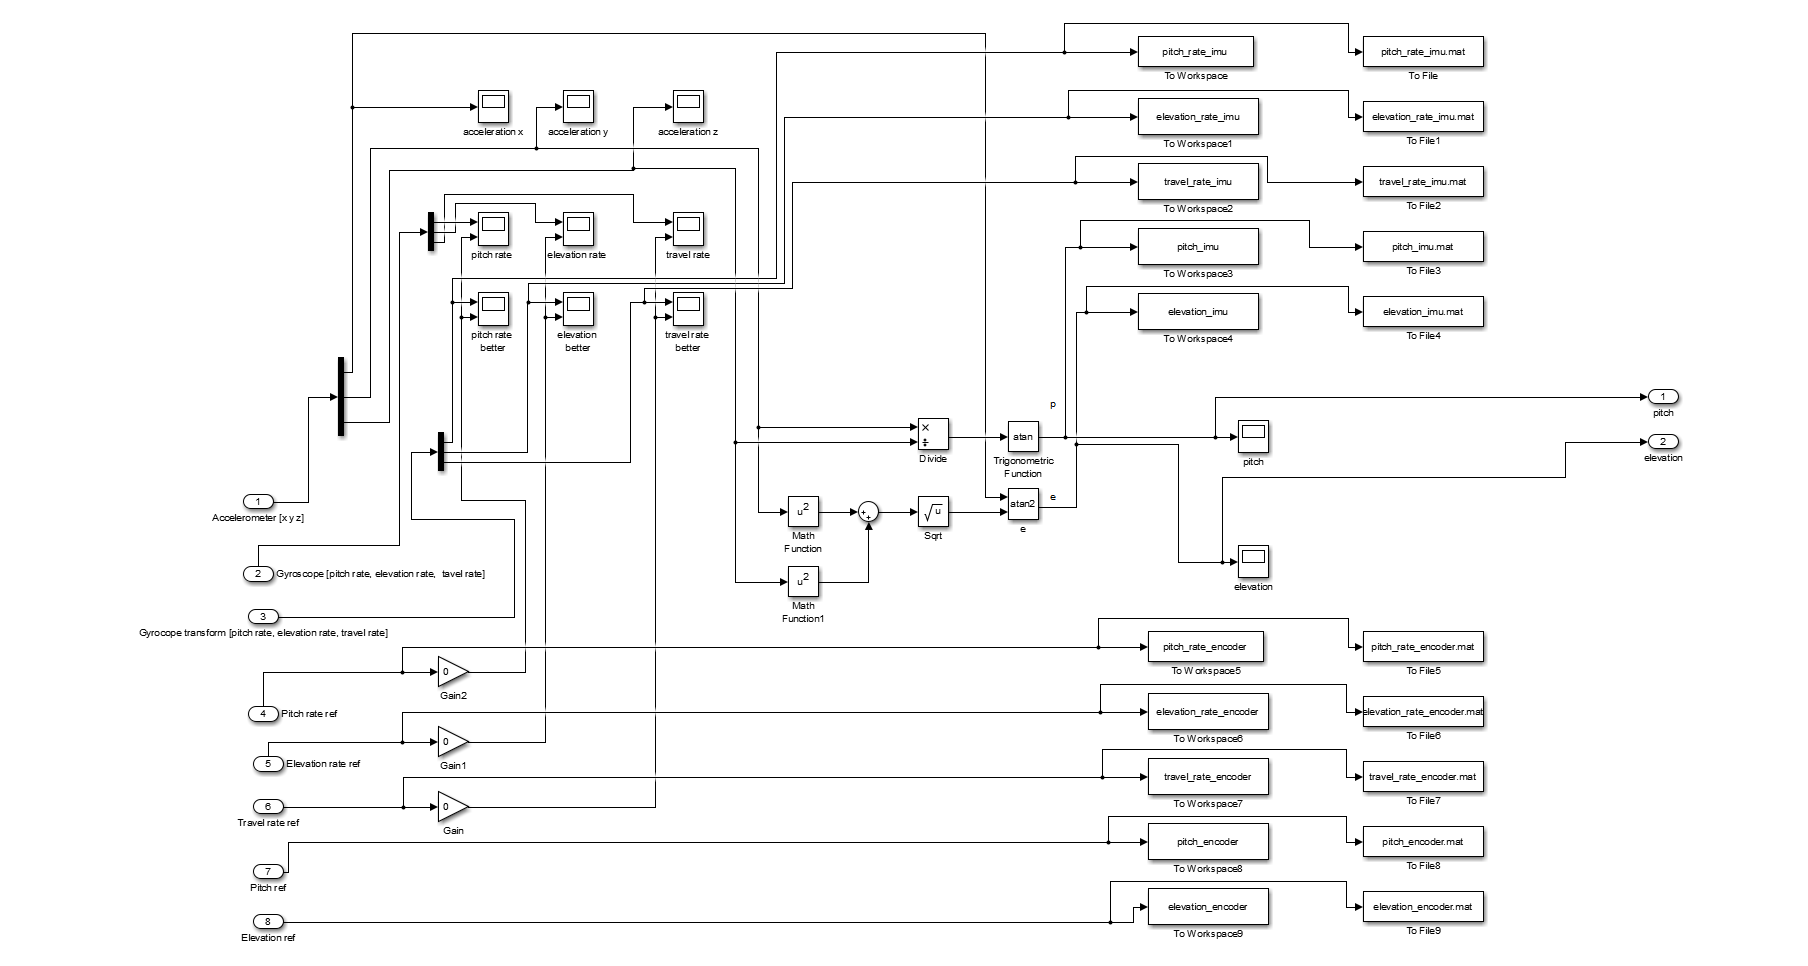 pitch_rate_imu
To Workspace
pitch_rate_imu.mat
To File
acceleration x
acceleration y
acceleration z
elevation_rate_imu
To Workspace1
elevation_rate_imu.mat
To File1
travel_rate_imu
To Workspace2
travel_rate_imu.mat
To File2
pitch rate
elevation rate
travel rate
pitch_imu
To Workspace3
pitch_imu.mat
To File3
pitch rate
better
elevation
better
travel rate
better
elevation_imu
To Workspace4
elevation_imu.mat
To File4
p
1
pitch
×
÷
Divide
atan
Trigonometric
Function
pitch
2
elevation
1
Accelerometer [x y z]
u2
Math
Function
+
+
√u
Sqrt
e
atan2
e
2
Gyroscope [pitch rate, elevation rate,  tavel rate]
u2
Math
Function1
elevation
3
Gyrocope transform [pitch rate, elevation rate, travel rate]
pitch_rate_encoder
To Workspace5
pitch_rate_encoder.mat
To File5
0
Gain2
4
Pitch rate ref
elevation_rate_encoder
To Workspace6
elevation_rate_encoder.mat
To File6
0
Gain1
5
Elevation rate ref
travel_rate_encoder
To Workspace7
travel_rate_encoder.mat
To File7
6
Travel rate ref
0
Gain
pitch_encoder
To Workspace8
pitch_encoder.mat
To File8
7
Pitch ref
elevation_encoder
To Workspace9
elevation_encoder.mat
To File9
8
Elevation ref